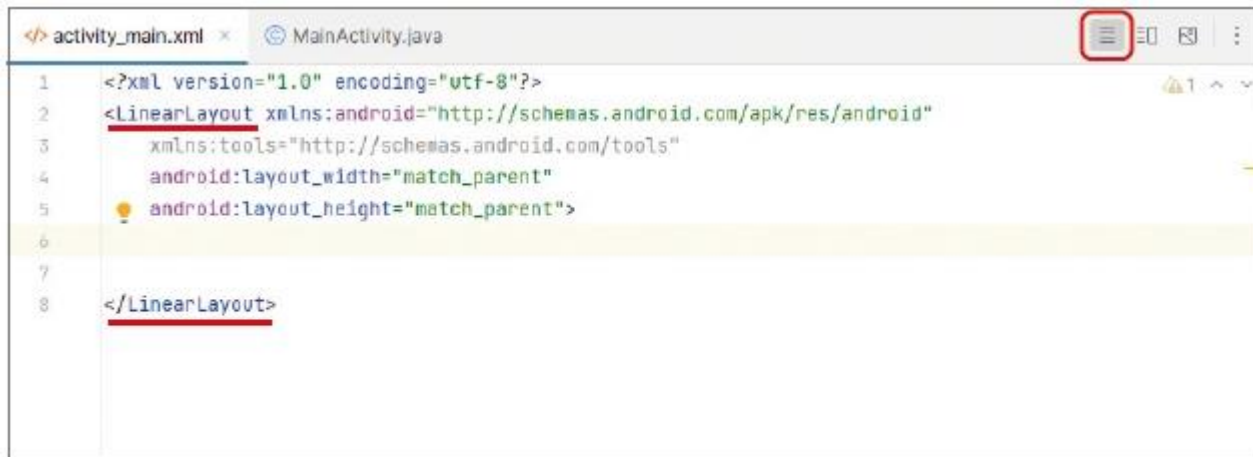 </> activity_main.xml × © MainActivity.java
1 <?xml version="1.0" encoding="utf-8"?>
⚠1
2 <LinearLayout xmlns:android="http://schemas.android.com/apk/res/android"
3 xmlns:tools="http://schemas.android.com/tools"
4 android:layout_width="match_parent"
5 android:layout_height="match_parent">
6
7
8 </LinearLayout>